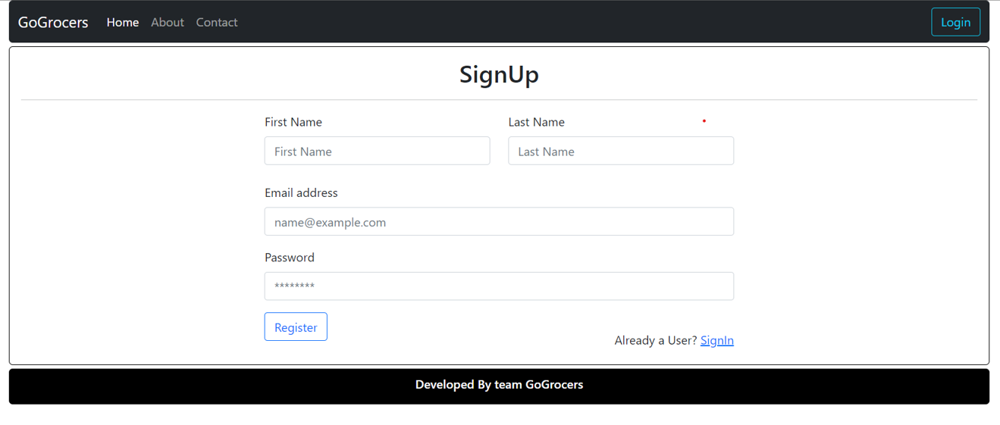 GoGrocers Home About Contact Login
SignUp
First Name Last Name
First Name Last Name
Email address
name@example.com
Password
********
Register
Already a User? SignIn
Developed By team GoGrocers